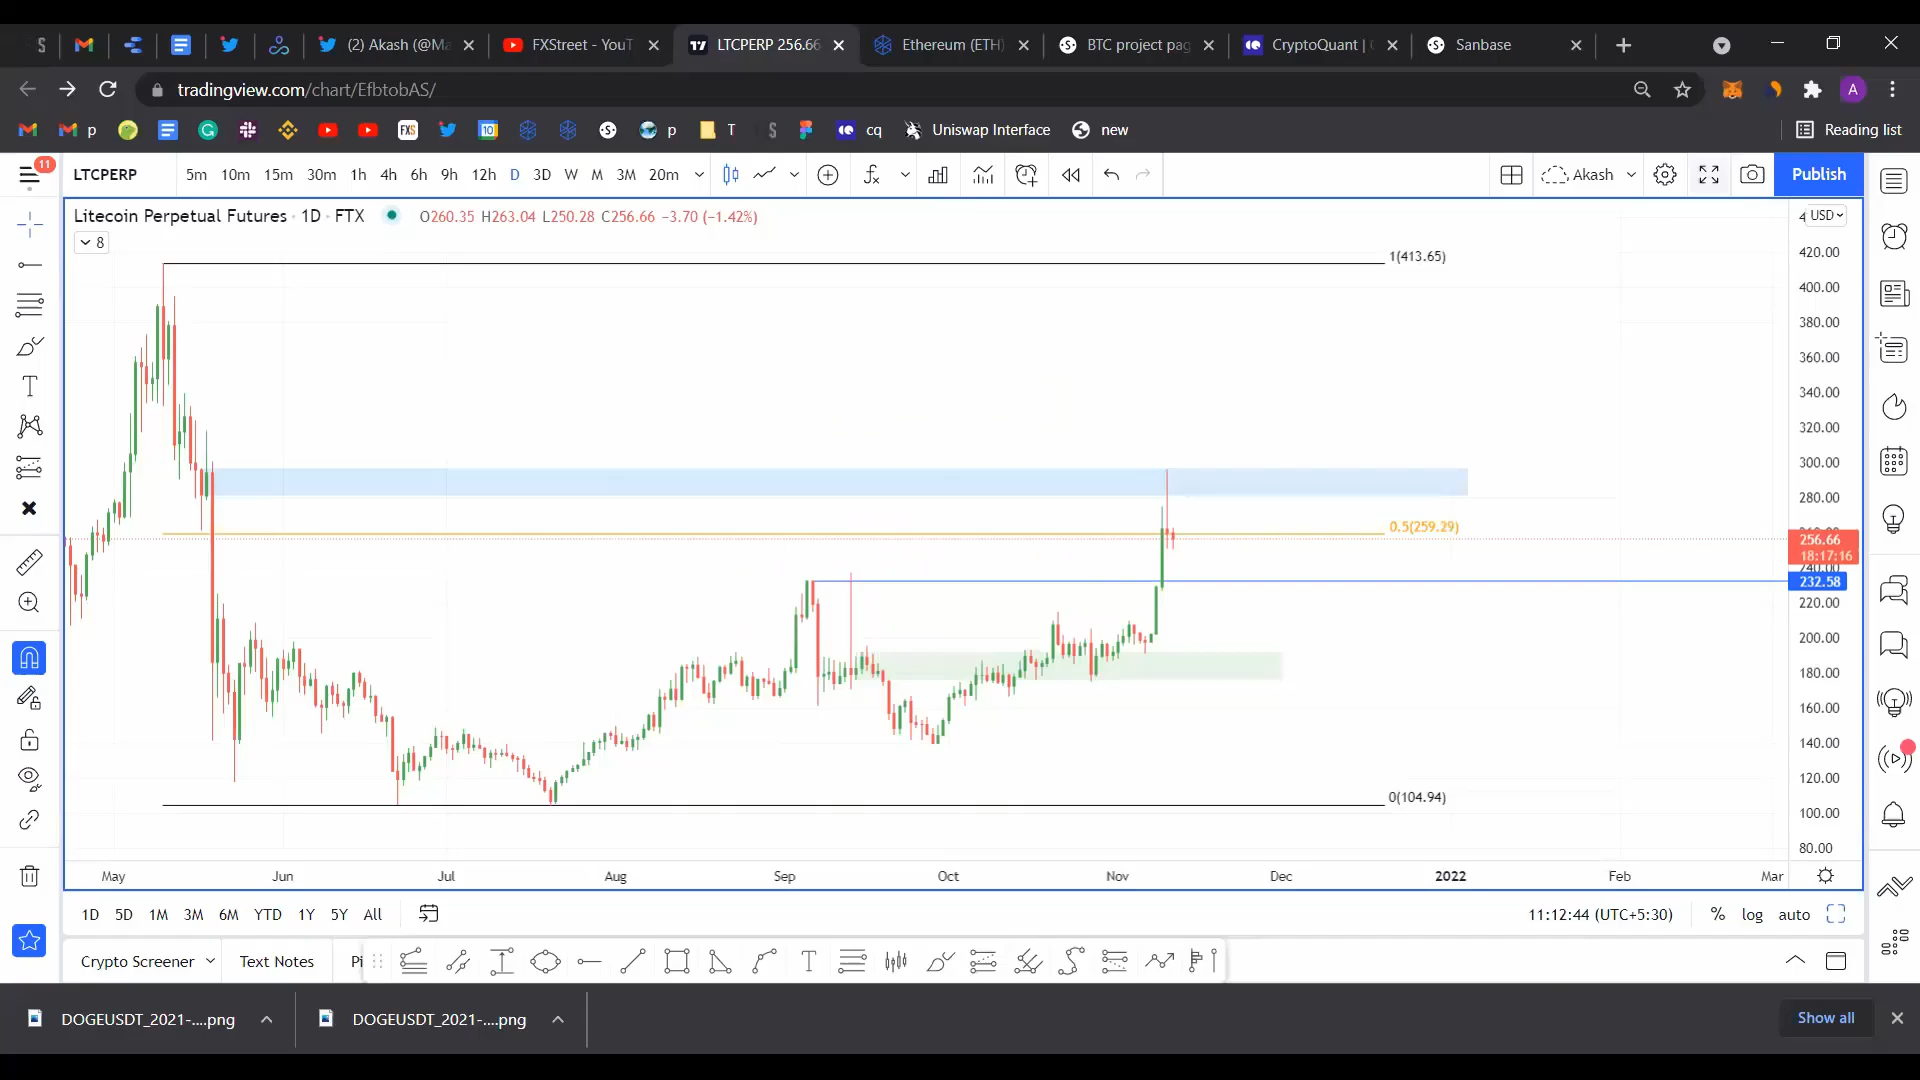 S (2) Akash (@Ma FXStreet - YouT LTCPERP 256.66 Ethereum (ETH) BTC project pag CryptoQuant | Sanbase
tradingview.com/chart/EfbtobAS/ A
p FXS 10 p T S cq Uniswap Interface new Reading list
11 LTCPERP 5m 10m 15m 30m 1h 4h 6h 9h 12h D 3D W M 3M 20m Akash Publish
Litecoin Perpetual Futures · 1D · FTX O260.35 H263.04 L250.28 C256.66 −3.70 (−1.42%) USD
8
1(413.65)
420.00
400.00
380.00
360.00
340.00
320.00
300.00
280.00
0.5(259.29)
256.66
18:17:16
240.00
232.58
220.00
200.00
180.00
160.00
140.00
120.00
0(104.94)
100.00
80.00
May Jun Jul Aug Sep Oct Nov Dec 2022 Feb Mar
1D 5D 1M 3M 6M YTD 1Y 5Y All 11:12:44 (UTC+5:30) % log auto
Crypto Screener Text Notes Pi T
DOGEUSDT_2021-....png DOGEUSDT_2021-....png Show all